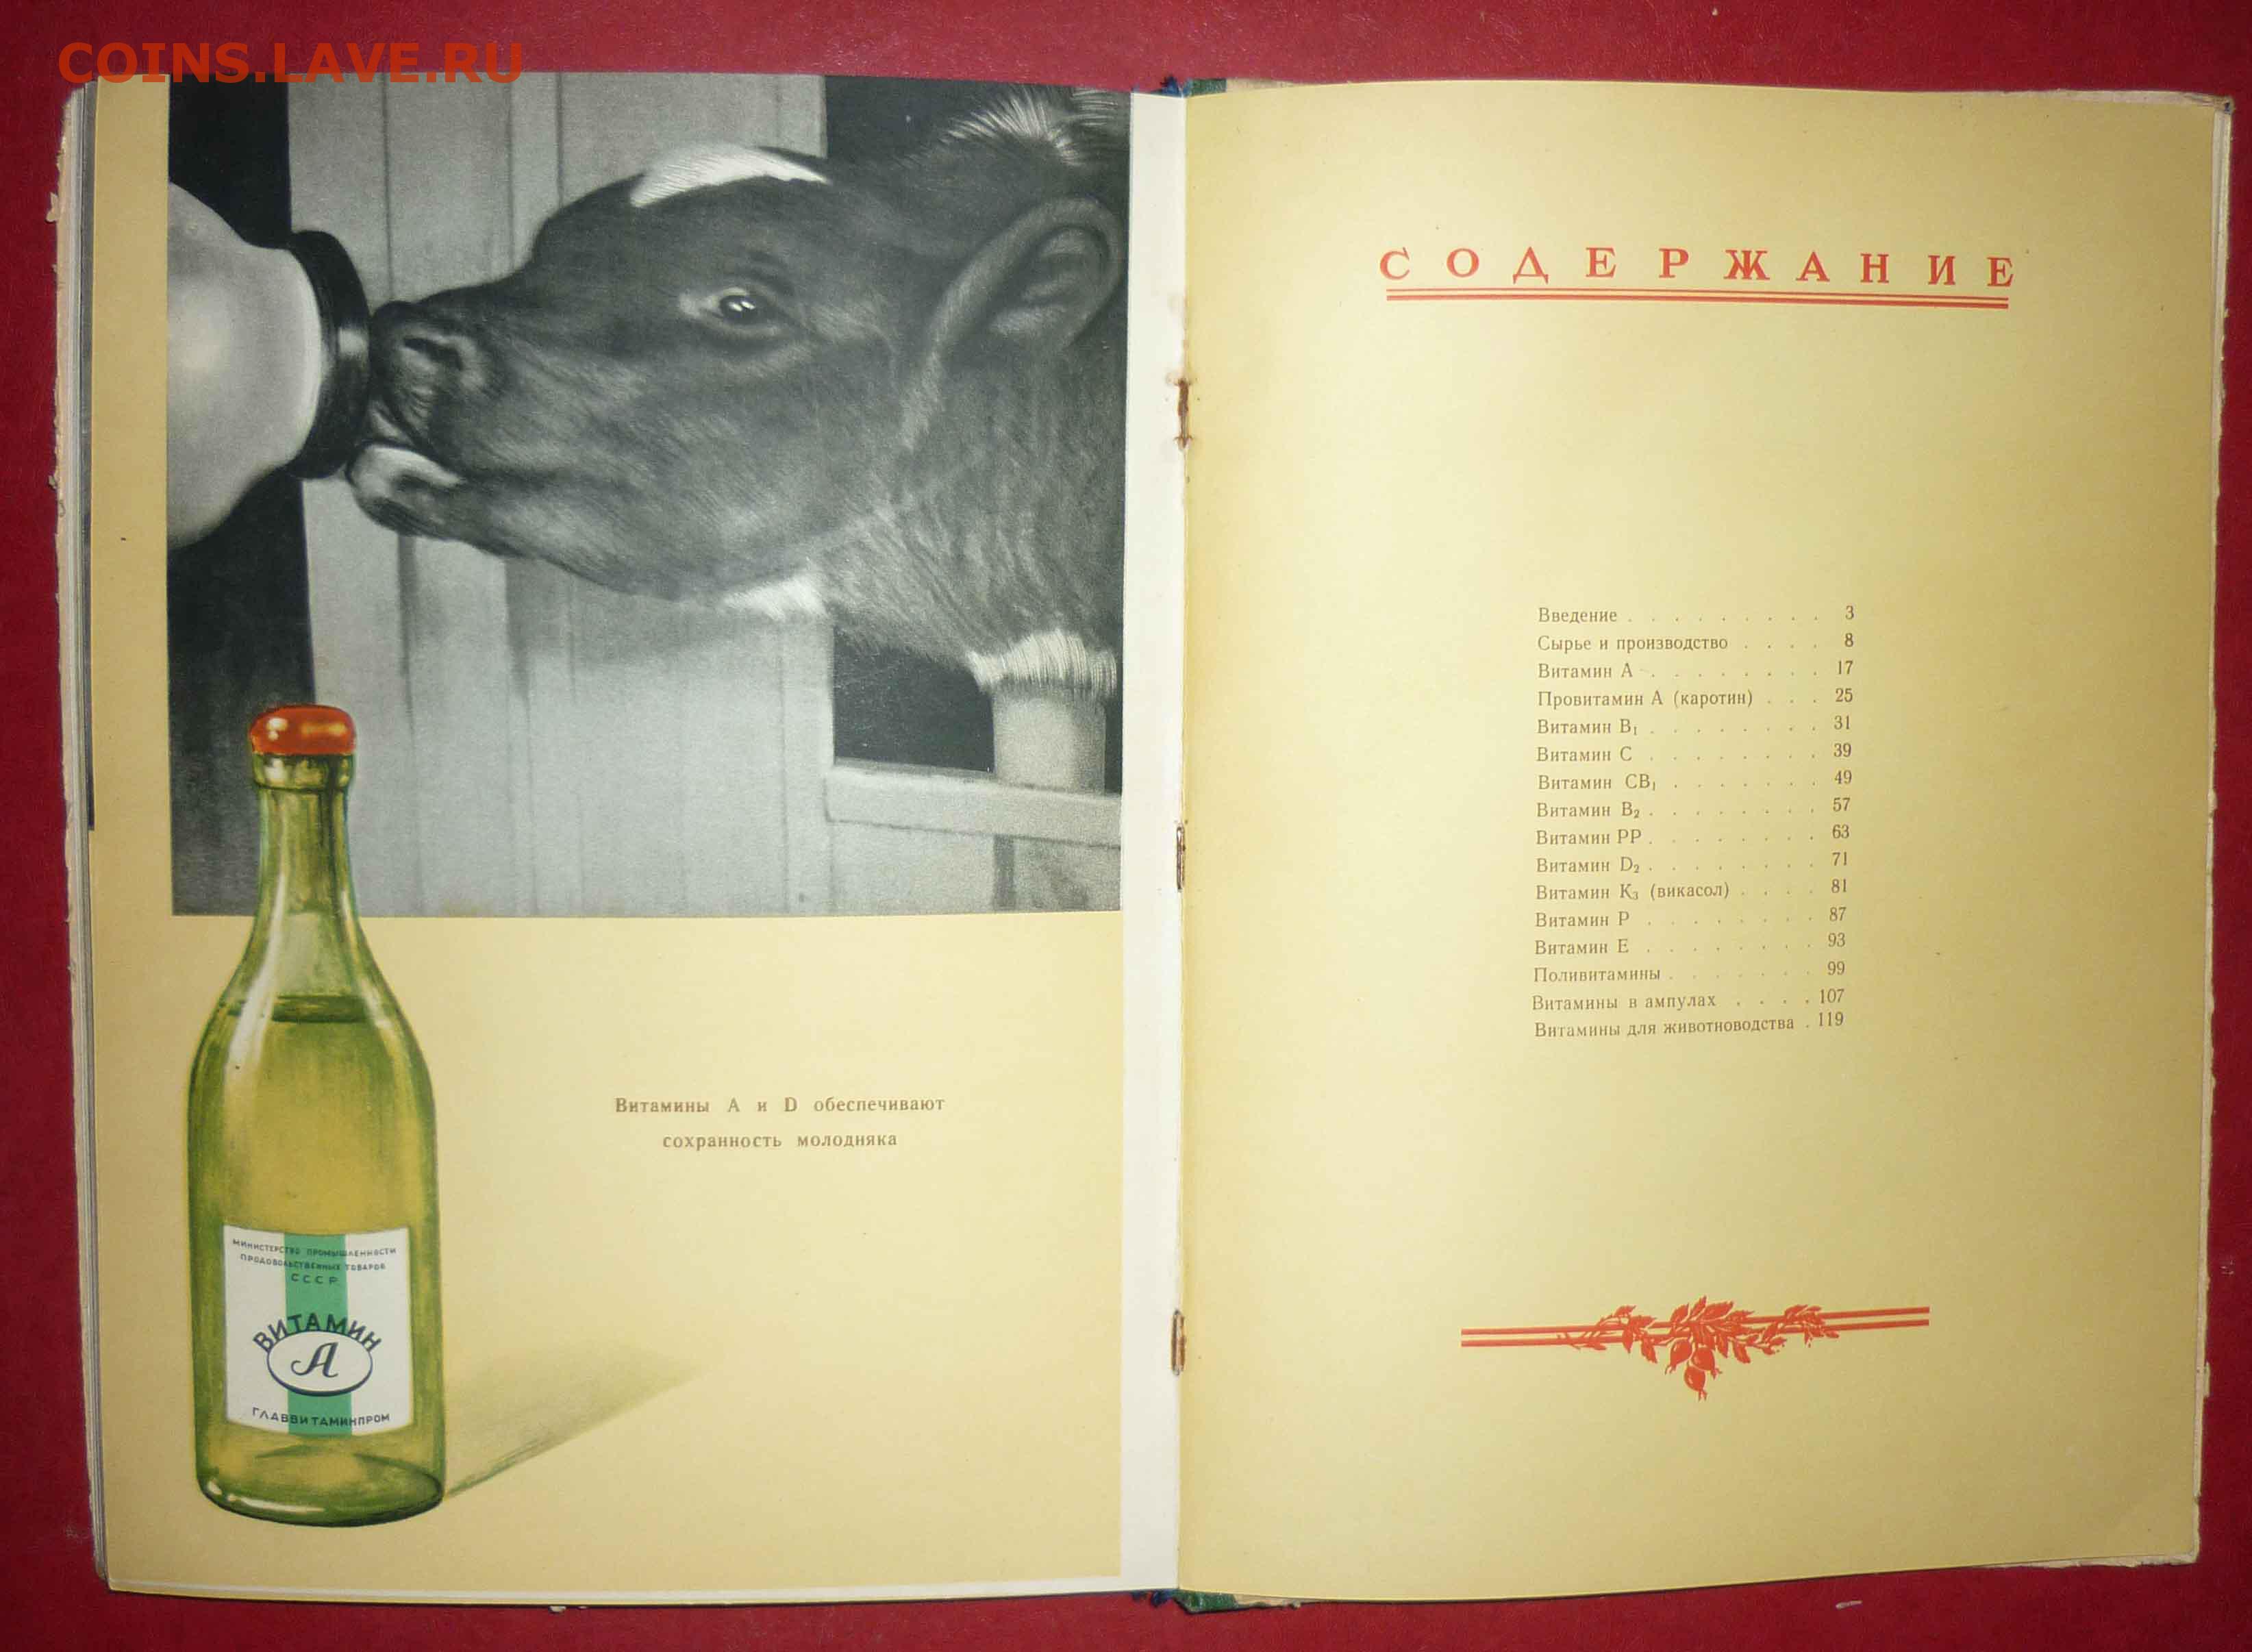 COINS.LAVE.RU
Витамины А и D обеспечивают
сохранность молодняка
МИНИСТЕРСТВО ПРОМЫШЛЕННОСТИ
ПРОДОВОЛЬСТВЕННЫХ ТОВАРОВ
СССР
ВИТАМИН
А
ГЛАВВИТАМИНПРОМ
СОДЕРЖАНИЕ
Введение . . . . . . . . . 3
Сырье и производство . . . . 8
Витамин А . . . . . . . . 17
Провитамин А (каротин) . . . 25
Витамин В₁ . . . . . . . . 31
Витамин С . . . . . . . . 39
Витамин СВ₁ . . . . . . . 49
Витамин В₂ . . . . . . . . 57
Витамин РР . . . . . . . . 63
Витамин D₂ . . . . . . . . 71
Витамин К₃ (викасол) . . . . 81
Витамин Р . . . . . . . . 87
Витамин Е . . . . . . . . 93
Поливитамины . . . . . . . 99
Витамины в ампулах . . . . 107
Витамины для животноводства . 119